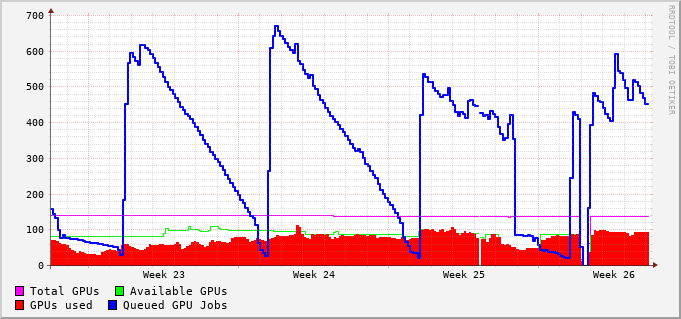 700
600
500
400
300
200
100
0
Week 23 Week 24 Week 25 Week 26
Total GPUs Available GPUs
GPUs used Queued GPU Jobs
RRDTOOL / TOBI OETIKER